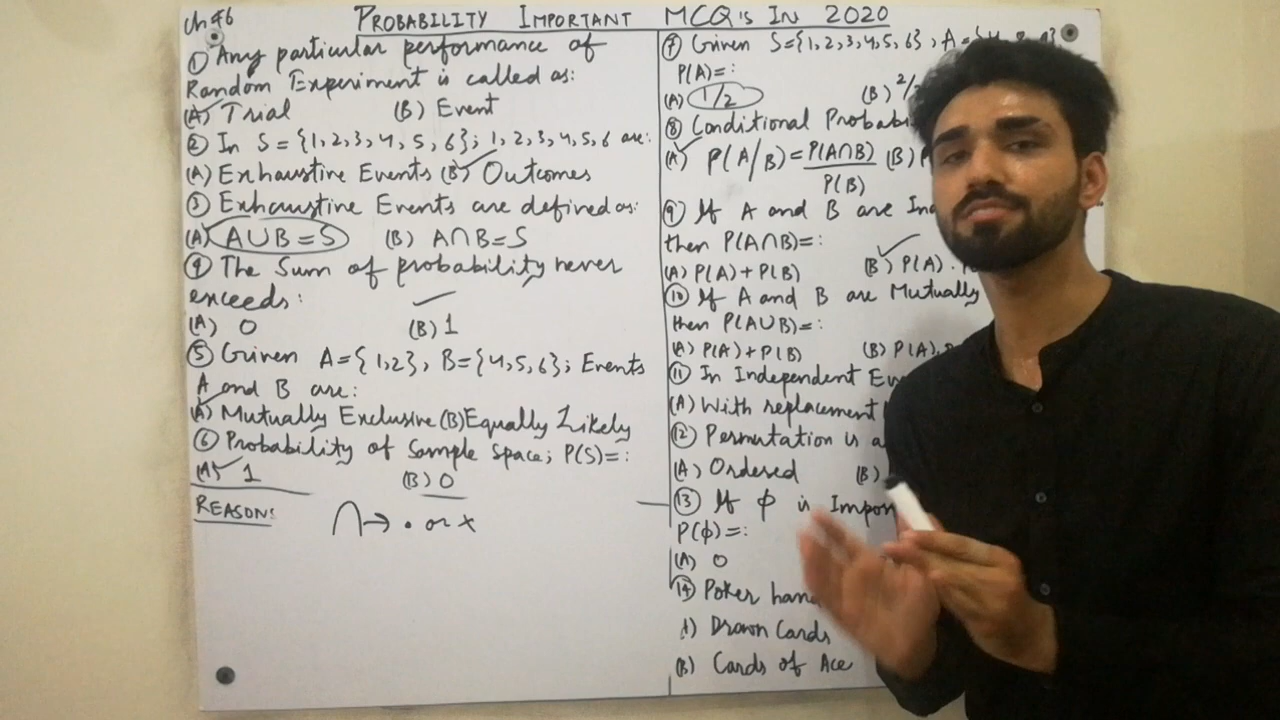 Ch #6
PROBABILITY IMPORTANT MCQ's IN 2020
① Any particular performance of
Random Experiment is called as:
(A) Trial (B) Event
② In S = {1,2,3,4,5,6}; 1,2,3,4,5,6 are:
(A) Exhaustive Events (B) Outcomes
③ Exhaustive Events are defined as:
(A) A∪B=S (B) A∩B=S
④ The Sum of probability never
exceeds:
(A) 0 (B) 1
⑤ Given A={1,2}, B={4,5,6}; Events
A and B are:
(A) Mutually Exclusive (B) Equally Likely
⑥ Probability of Sample Space; P(S)=:
(A) 1 (B) 0
REASON:
∩→ • or x
⑦ Given S={1,2,3,4,5,6}, A=
P(A)=:
(A) 1/2 (B) 2/
⑧ Conditional Probabi
(A) P(A/B)=P(A∩B) (B) P
P(B)
⑨ If A and B are In
then P(A∩B)=:
(A) P(A)+P(B) (B) P(A).
⑩ If A and B are Mutually
then P(A∪B)=:
(A) P(A)+P(B) (B) P(A).
⑪ In Independent Ev
(A) With replacement
⑫ Permutation is a
(A) Ordered (B)
⑬ If φ is Impo
P(φ)=:
(A) 0
⑭ Poker han
A) Drawn Cards
(B) Cards of Ace